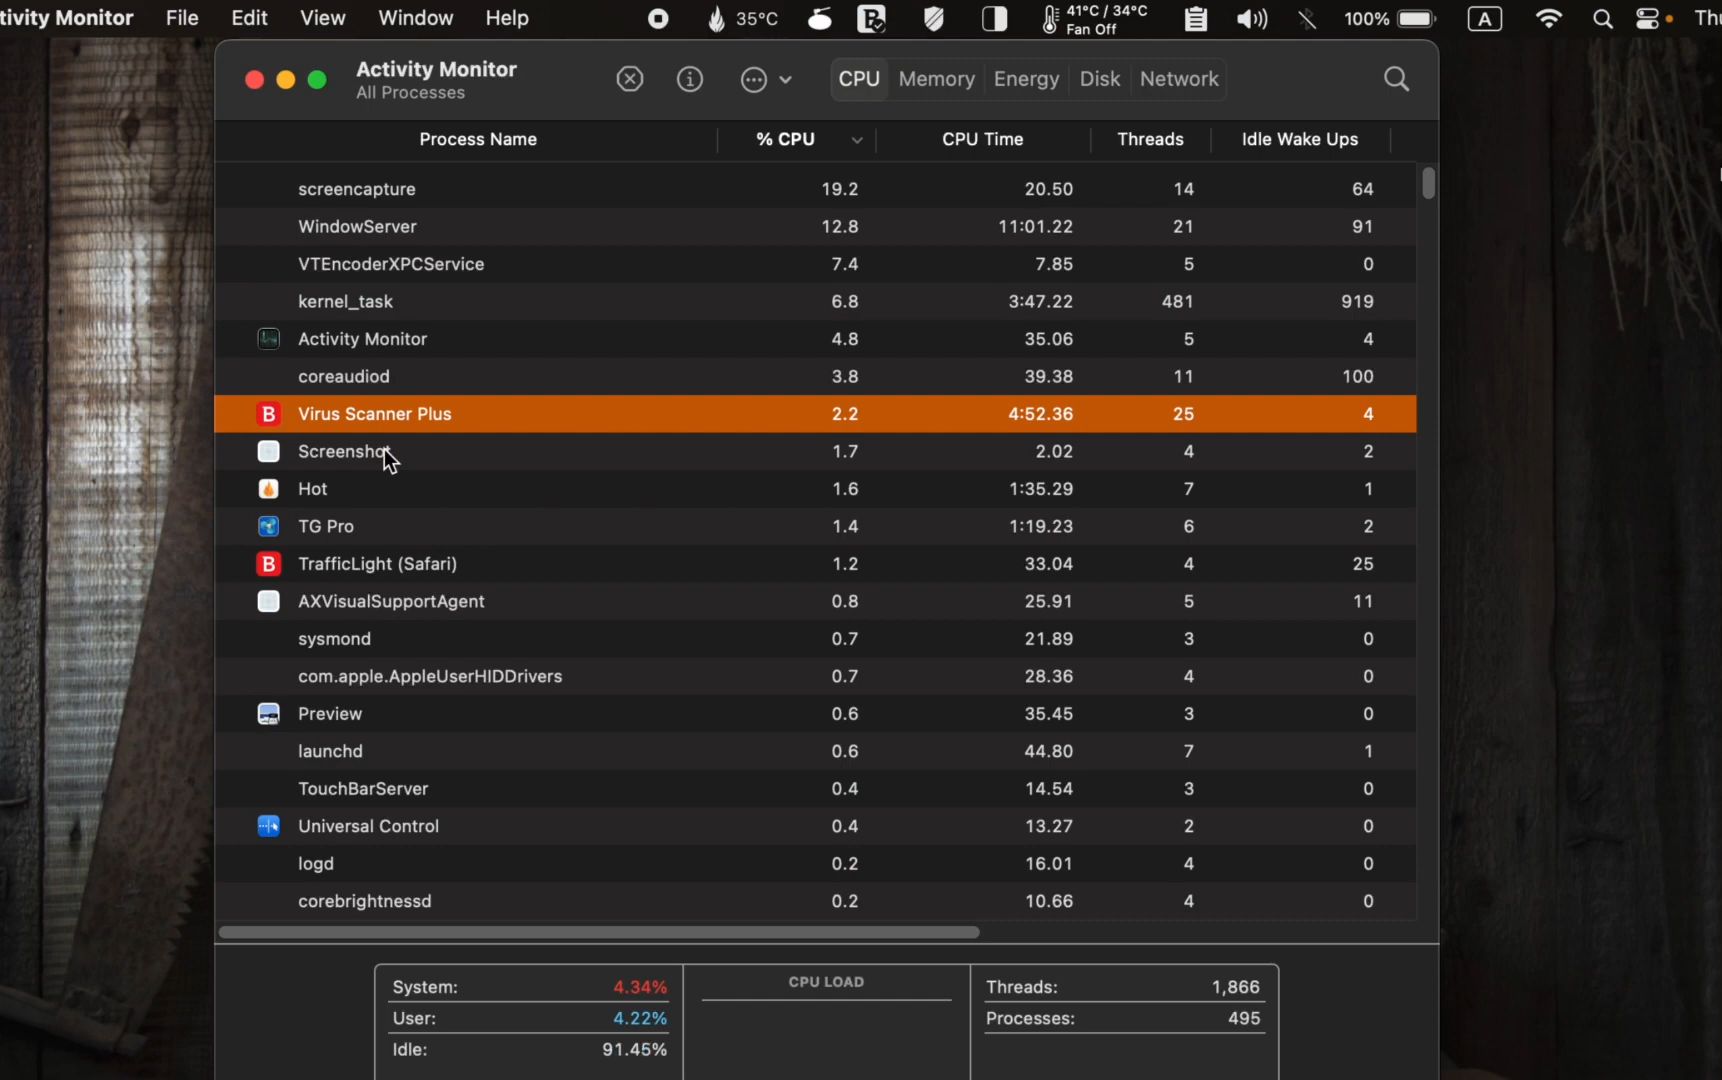 tivity Monitor File Edit View Window Help 35°C 41°C / 34°C Fan Off 100% A Thu
Activity Monitor
All Processes
CPU Memory Energy Disk Network
Process Name % CPU CPU Time Threads Idle Wake Ups
screencapture 19.2 20.50 14 64
WindowServer 12.8 11:01.22 21 91
VTEncoderXPCService 7.4 7.85 5 0
kernel_task 6.8 3:47.22 481 919
Activity Monitor 4.8 35.06 5 4
coreaudiod 3.8 39.38 11 100
B Virus Scanner Plus 2.2 4:52.36 25 4
Screenshot 1.7 2.02 4 2
Hot 1.6 1:35.29 7 1
TG Pro 1.4 1:19.23 6 2
B TrafficLight (Safari) 1.2 33.04 4 25
AXVisualSupportAgent 0.8 25.91 5 11
sysmond 0.7 21.89 3 0
com.apple.AppleUserHIDDrivers 0.7 28.36 4 0
Preview 0.6 35.45 3 0
launchd 0.6 44.80 7 1
TouchBarServer 0.4 14.54 3 0
Universal Control 0.4 13.27 2 0
logd 0.2 16.01 4 0
corebrightnessd 0.2 10.66 4 0
System: 4.34% CPU LOAD Threads: 1,866
User: 4.22% Processes: 495
Idle: 91.45%